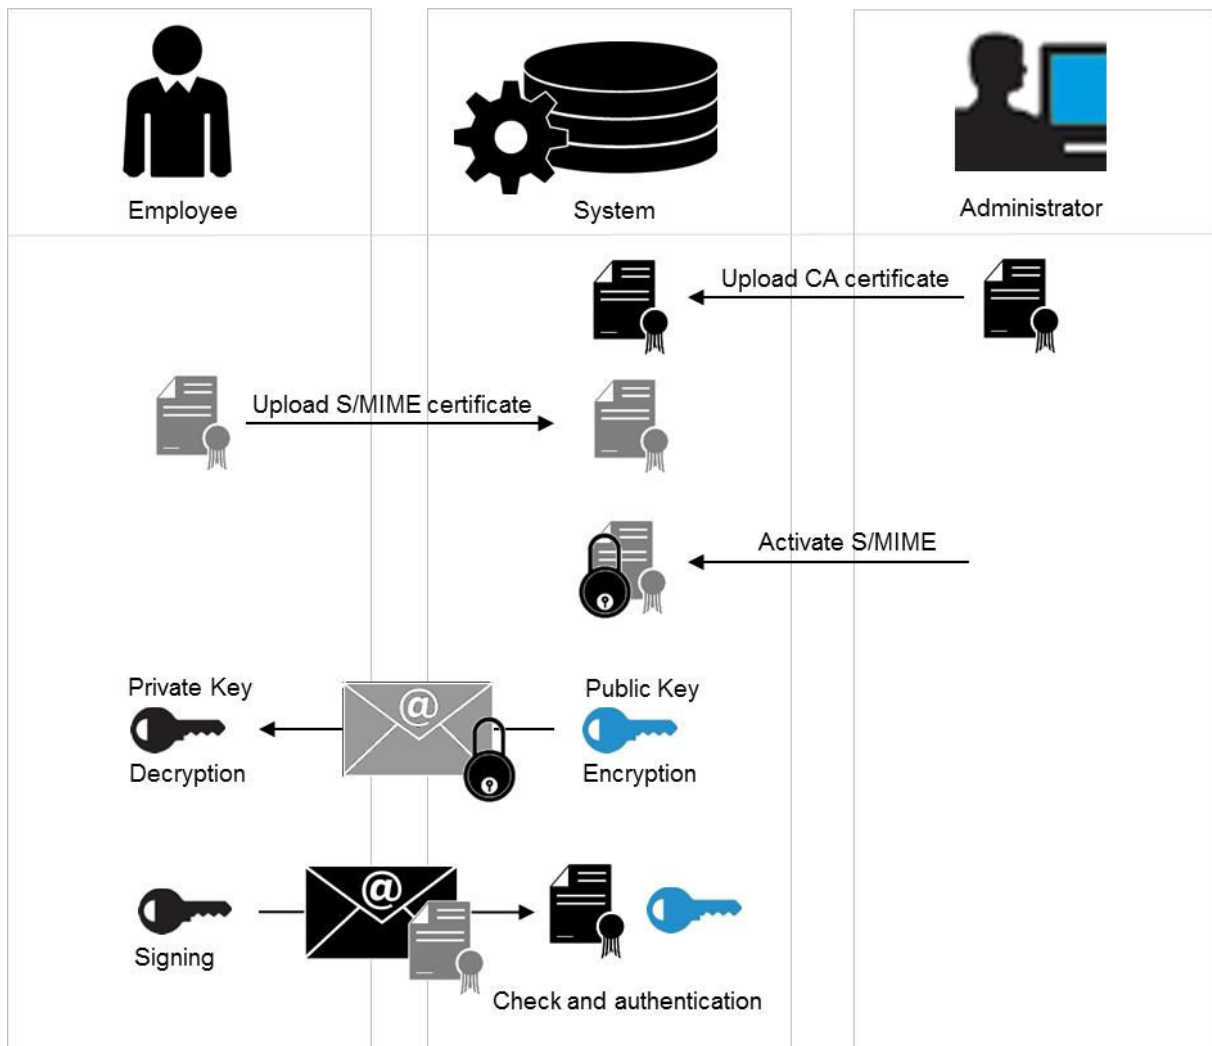 Employee
System
Administrator
Upload CA certificate
Upload S/MIME certificate
Activate S/MIME
Private Key
Public Key
@
Decryption
Encryption
@
Signing
Check and authentication